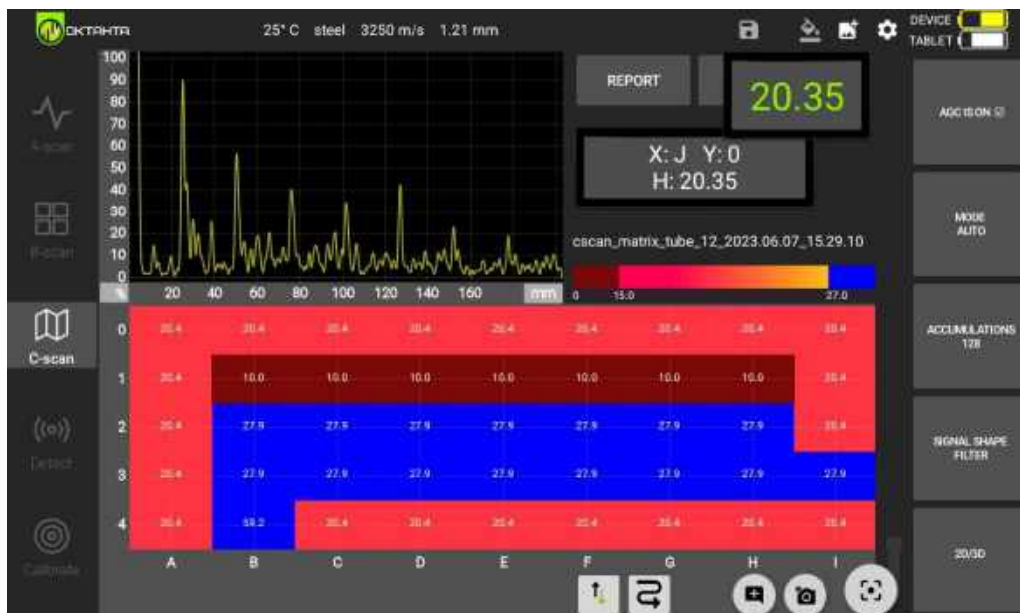 ОКТАНТА
25° C steel 3250 m/s 1.21 mm
DEVICE
TABLET
100
90
80
70
60
50
40
30
20
10
0
% 20 40 60 80 100 120 140 160 mm
REPORT
20.35
X: J Y: 0
H: 20.35
cscan_matrix_tube_12_2023.06.07_15.29.10
0 15.0 27.0
A-scan
B-scan
C-scan
Detect
Calibrate
0 20.4 20.4 20.4 20.4 20.4 20.4 20.4 20.4 20.4
1 20.4 10.0 10.0 10.0 10.0 10.0 10.0 10.0 20.4
2 20.4 27.9 27.9 27.9 27.9 27.9 27.9 27.9 20.4
3 20.4 27.9 27.9 27.9 27.9 27.9 27.9 27.9 27.9
4 20.4 59.2 20.4 20.4 20.4 20.4 20.4 20.4 20.4
A B C D E F G H I
AGC IS ON
MODE
AUTO
ACCUMULATIONS
128
SIGNAL SHAPE
FILTER
2D/3D